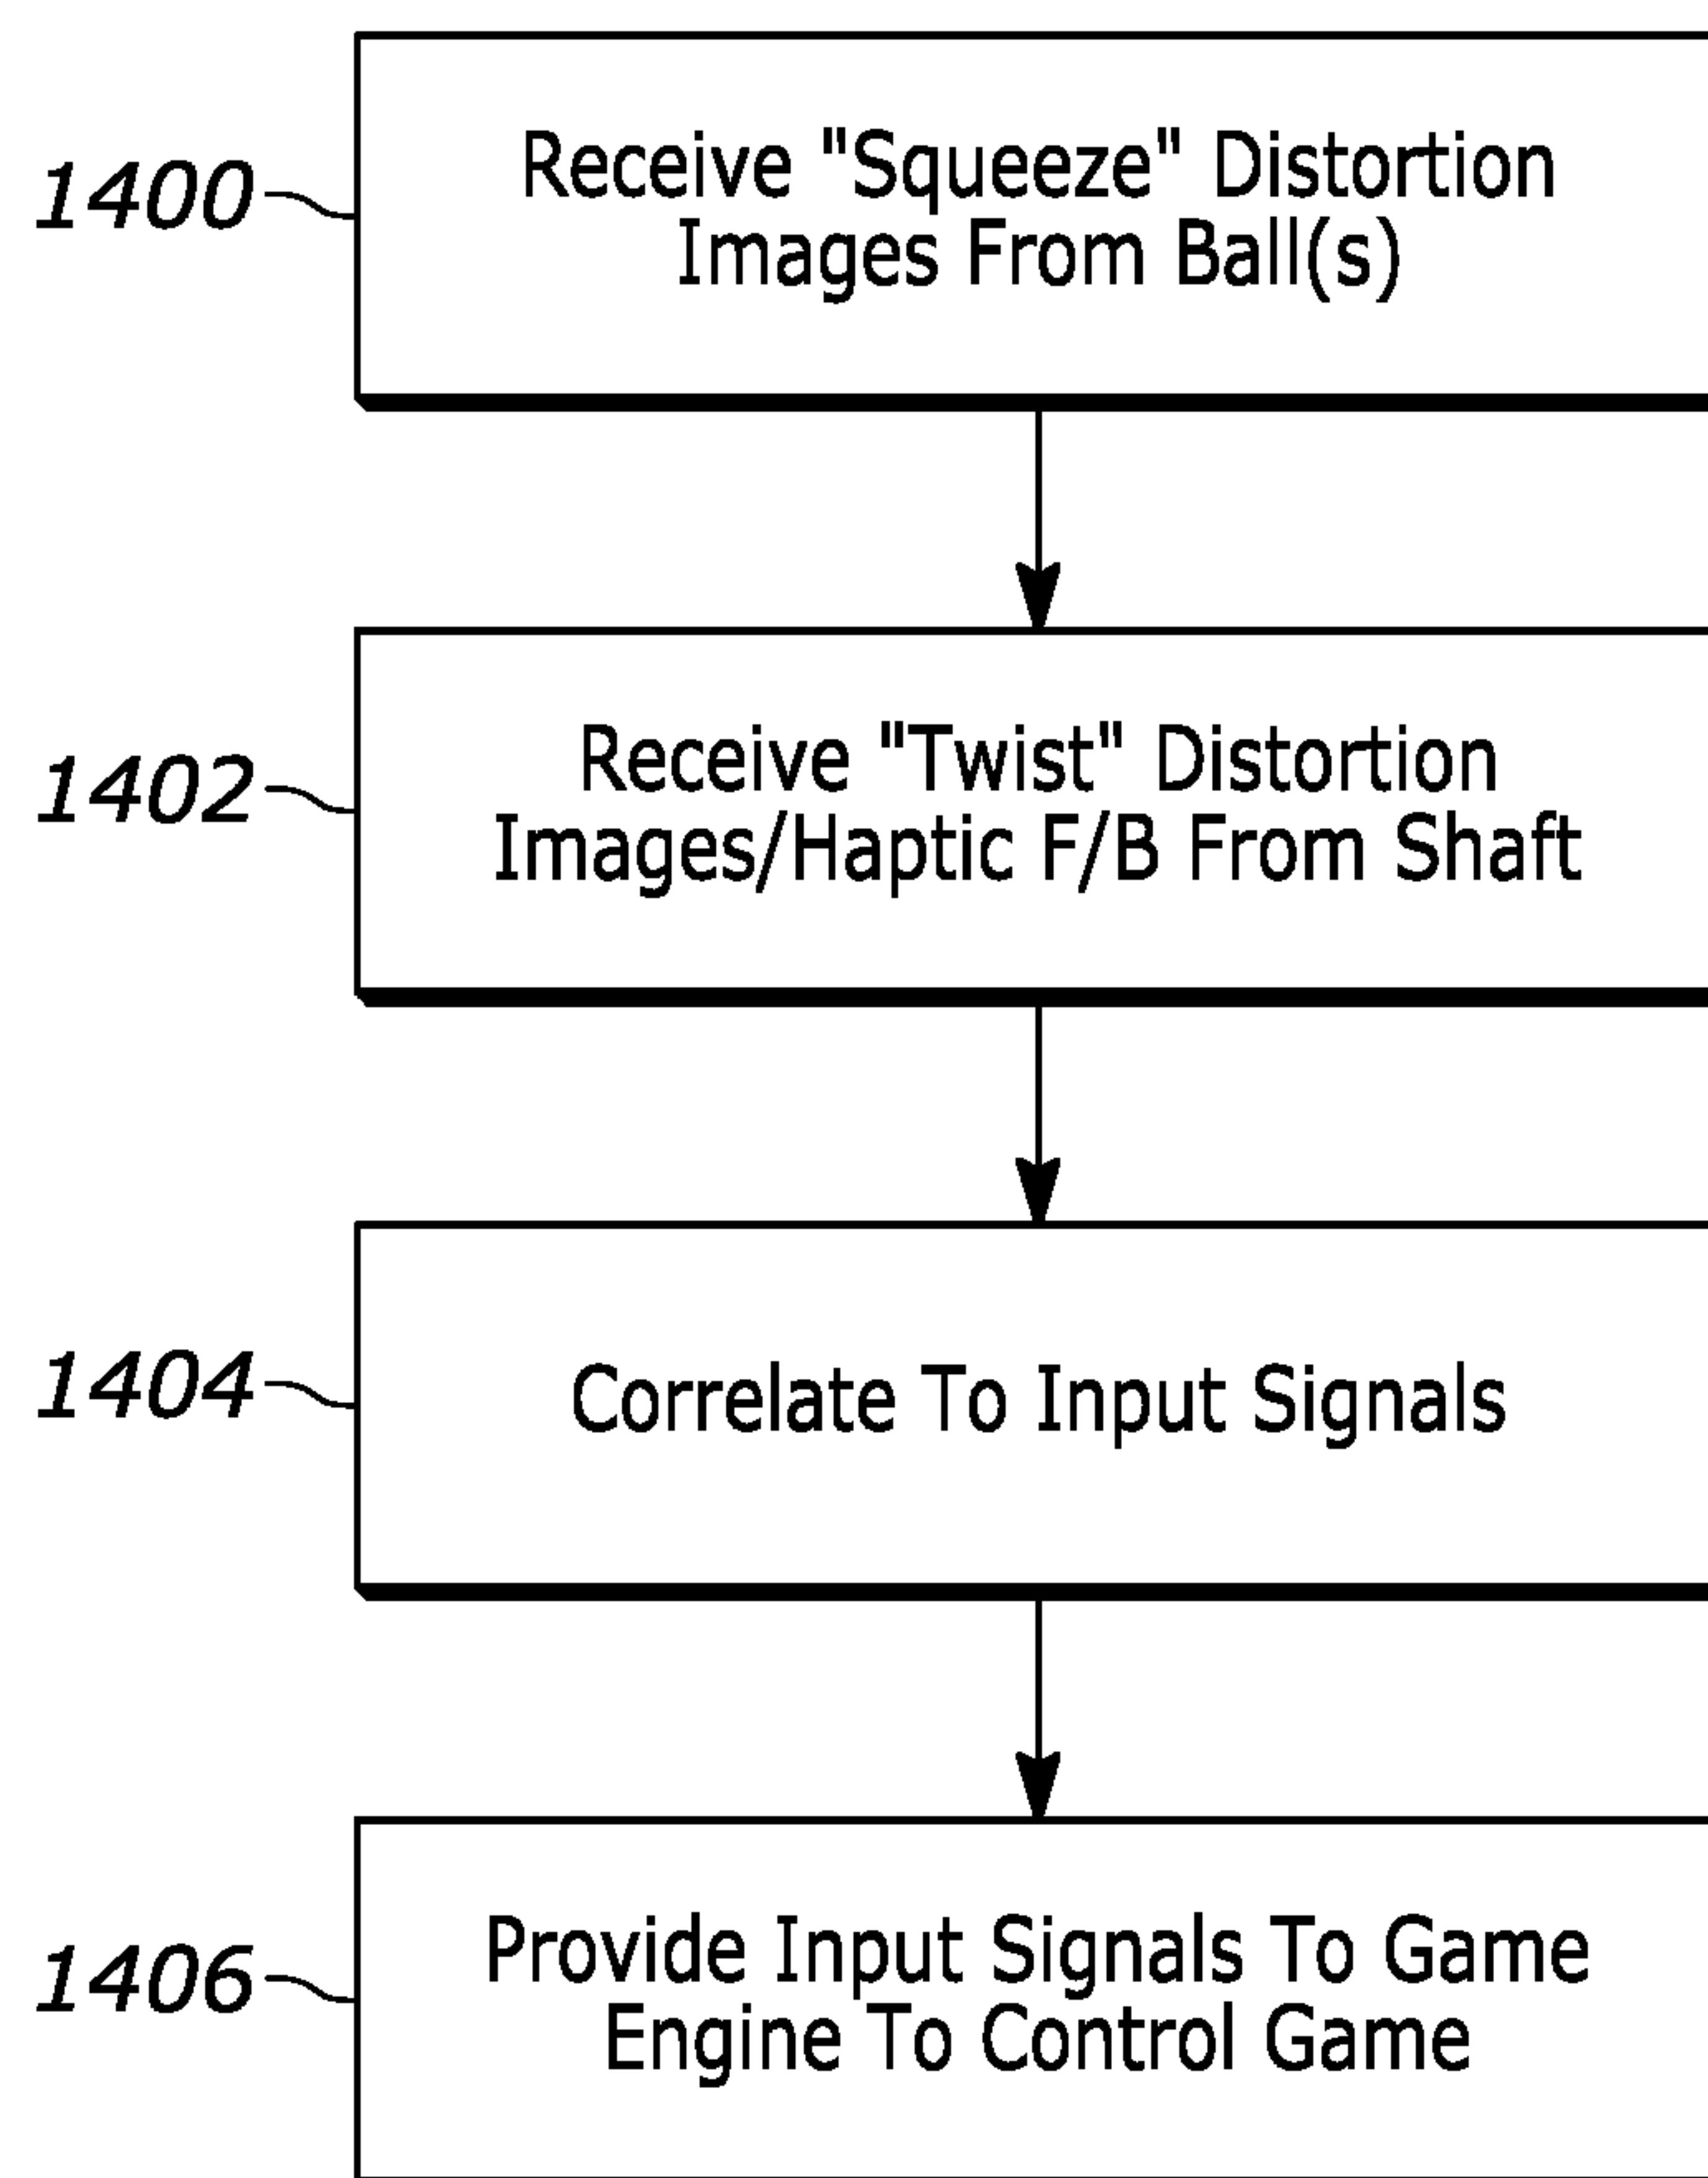 1400
Receive "Squeeze" Distortion
Images From Ball(s)
1402
Receive "Twist" Distortion
Images/Haptic F/B From Shaft
1404
Correlate To Input Signals
1406
Provide Input Signals To Game
Engine To Control Game